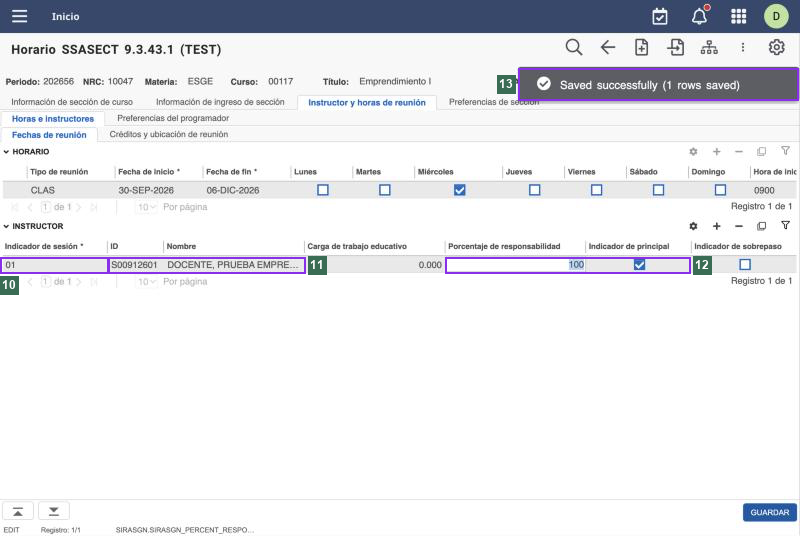 Inicio
D
Horario SSASECT 9.3.43.1 (TEST)
Periodo: 202656 NRC: 10047 Materia: ESGE Curso: 00117 Título: Emprendimiento I
13 Saved successfully (1 rows saved)
Información de sección de curso Información de ingreso de sección Instructor y horas de reunión Preferencias de sección
Horas e instructores Preferencias del programador
Fechas de reunión Créditos y ubicación de reunión
HORARIO
Tipo de reunión Fecha de inicio * Fecha de fin * Lunes Martes Miércoles Jueves Viernes Sábado Domingo Hora de inic
CLAS 30-SEP-2026 06-DIC-2026 0900
1 de 1 10 Por página Registro 1 de 1
INSTRUCTOR
Indicador de sesión * ID Nombre Carga de trabajo educativo Porcentaje de responsabilidad Indicador de principal Indicador de sobrepaso
01 S00912601 DOCENTE, PRUEBA EMPRE... 11 0.000 100 12
10 1 de 1 10 Por página Registro 1 de 1
GUARDAR
EDIT Registro: 1/1 SIRASGN.SIRASGN_PERCENT_RESPO...